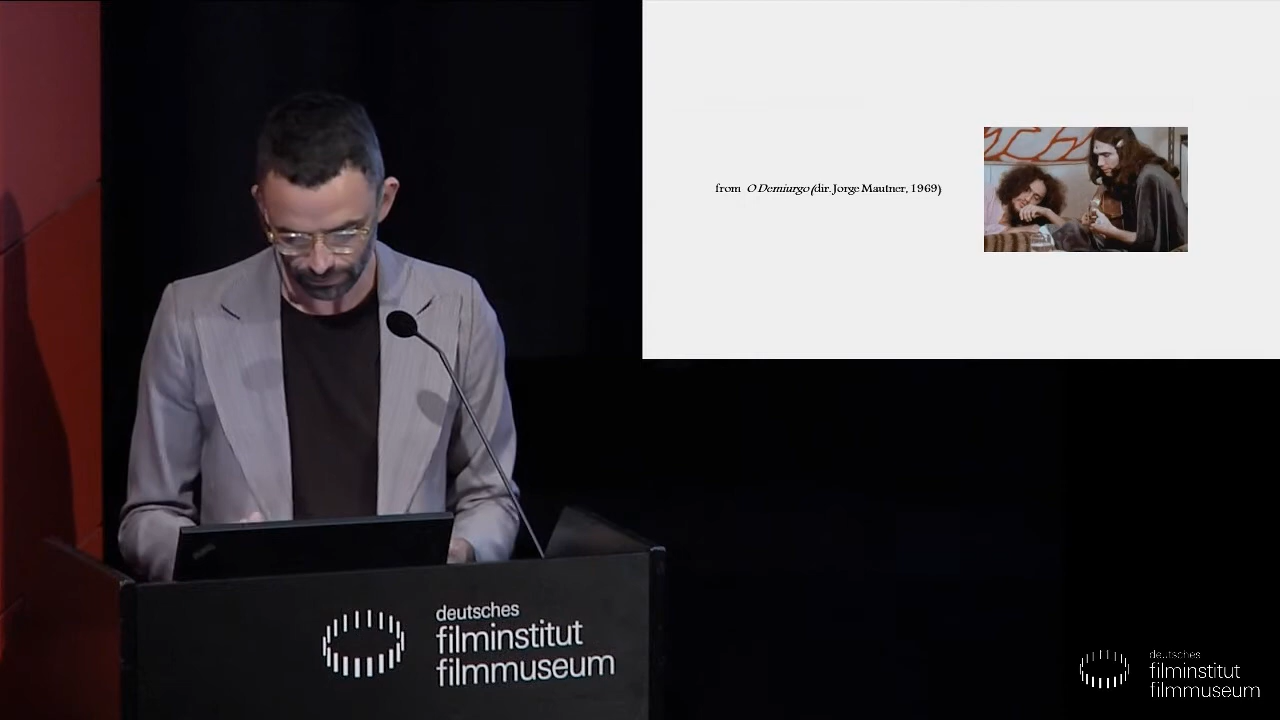 from O Demiurgo (dir. Jorge Mautner, 1969)
deutsches
filminstitut
filmmuseum
deutsches
filminstitut
filmmuseum